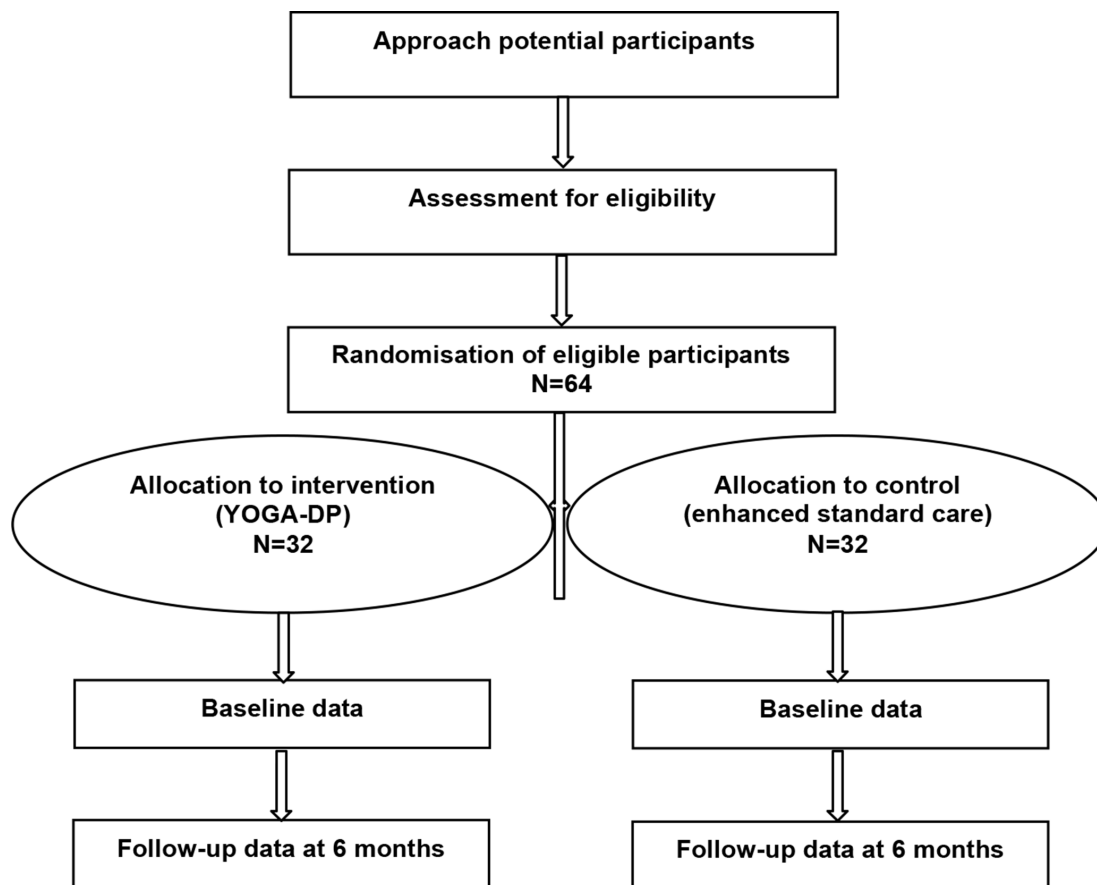 Approach potential participants
Assessment for eligibility
Randomisation of eligible participants
N=64
Allocation to intervention
(YOGA-DP)
N=32
Allocation to control
(enhanced standard care)
N=32
Baseline data
Baseline data
Follow-up data at 6 months
Follow-up data at 6 months